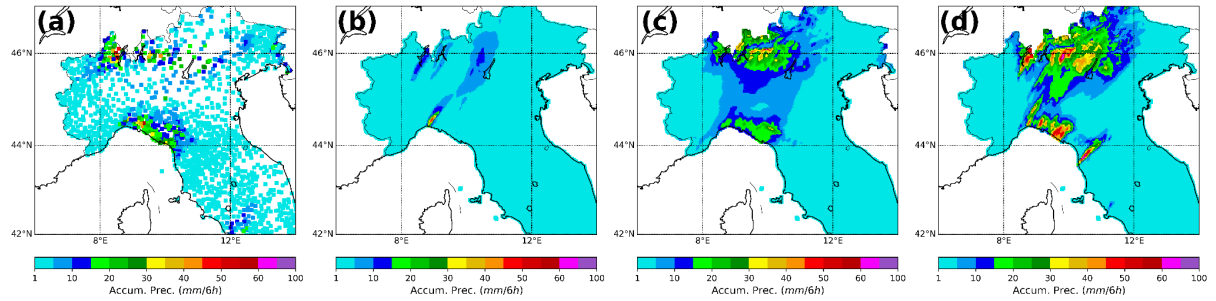 (a) (b) (c) (d)
46°N 46°N 46°N 46°N
44°N 44°N 44°N 44°N
42°N 42°N 42°N 42°N
8°E 12°E 8°E 12°E 8°E 12°E 8°E 12°E
1 10 20 30 40 50 60 100 1 10 20 30 40 50 60 100 1 10 20 30 40 50 60 100 1 10 20 30 40 50 60 100
Accum. Prec. (mm/6h) Accum. Prec. (mm/6h) Accum. Prec. (mm/6h) Accum. Prec. (mm/6h)